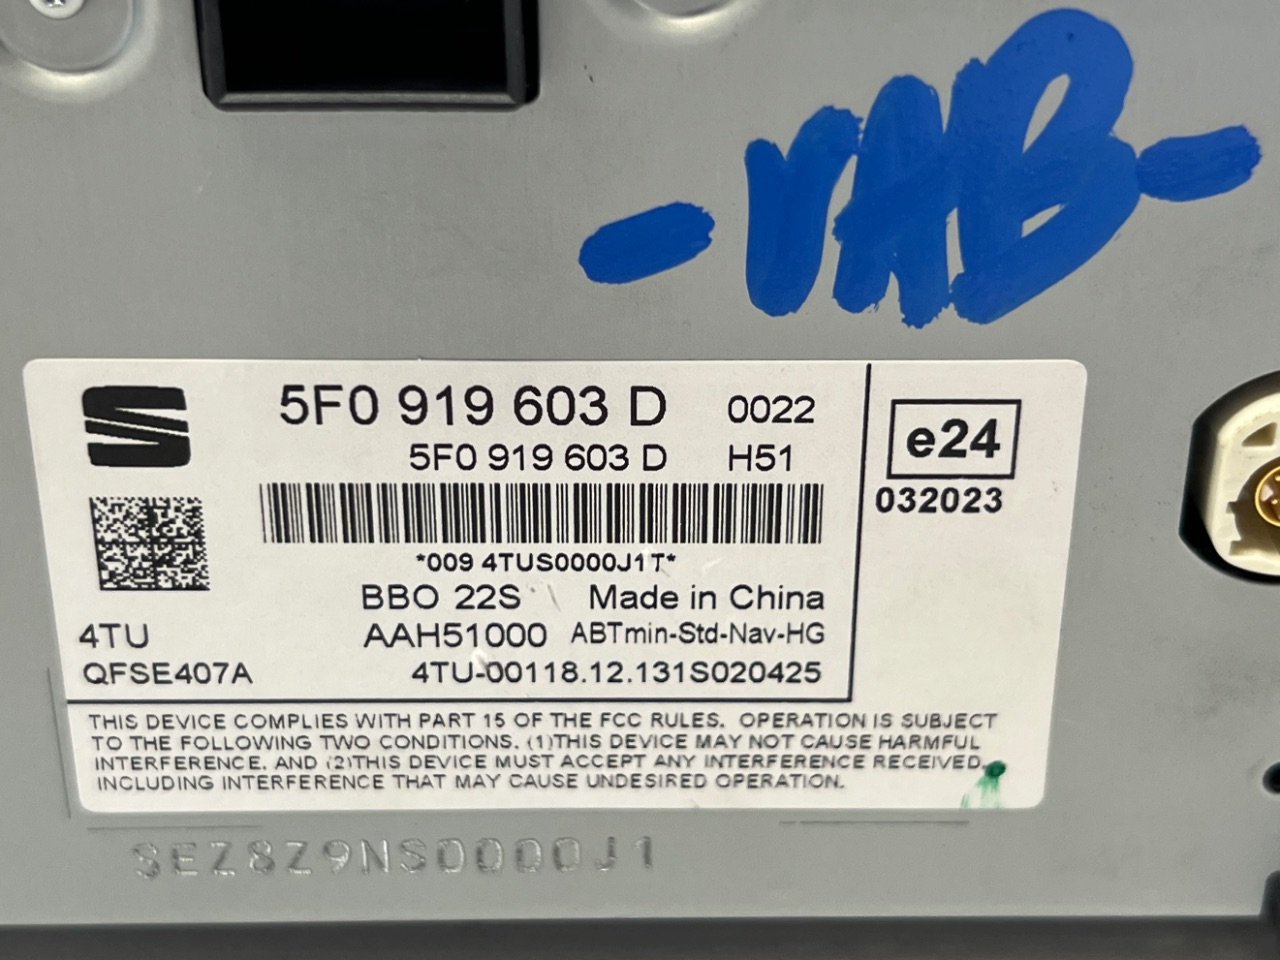 -VAB-
5F0 919 603 D 0022
5F0 919 603 D H51
e24
032023
*009 4TUS0000J1T*
BBO 22S Made in China
4TU AAH51000 ABTmin-Std-Nav-HG
QFSE407A 4TU-00118.12.131S020425
THIS DEVICE COMPLIES WITH PART 15 OF THE FCC RULES. OPERATION IS SUBJECT
TO THE FOLLOWING TWO CONDITIONS. (1)THIS DEVICE MAY NOT CAUSE HARMFUL
INTERFERENCE. AND (2)THIS DEVICE MUST ACCEPT ANY INTERFERENCE RECEIVED,
INCLUDING INTERFERENCE THAT MAY CAUSE UNDESIRED OPERATION.
SEZ8Z9NS0000J1